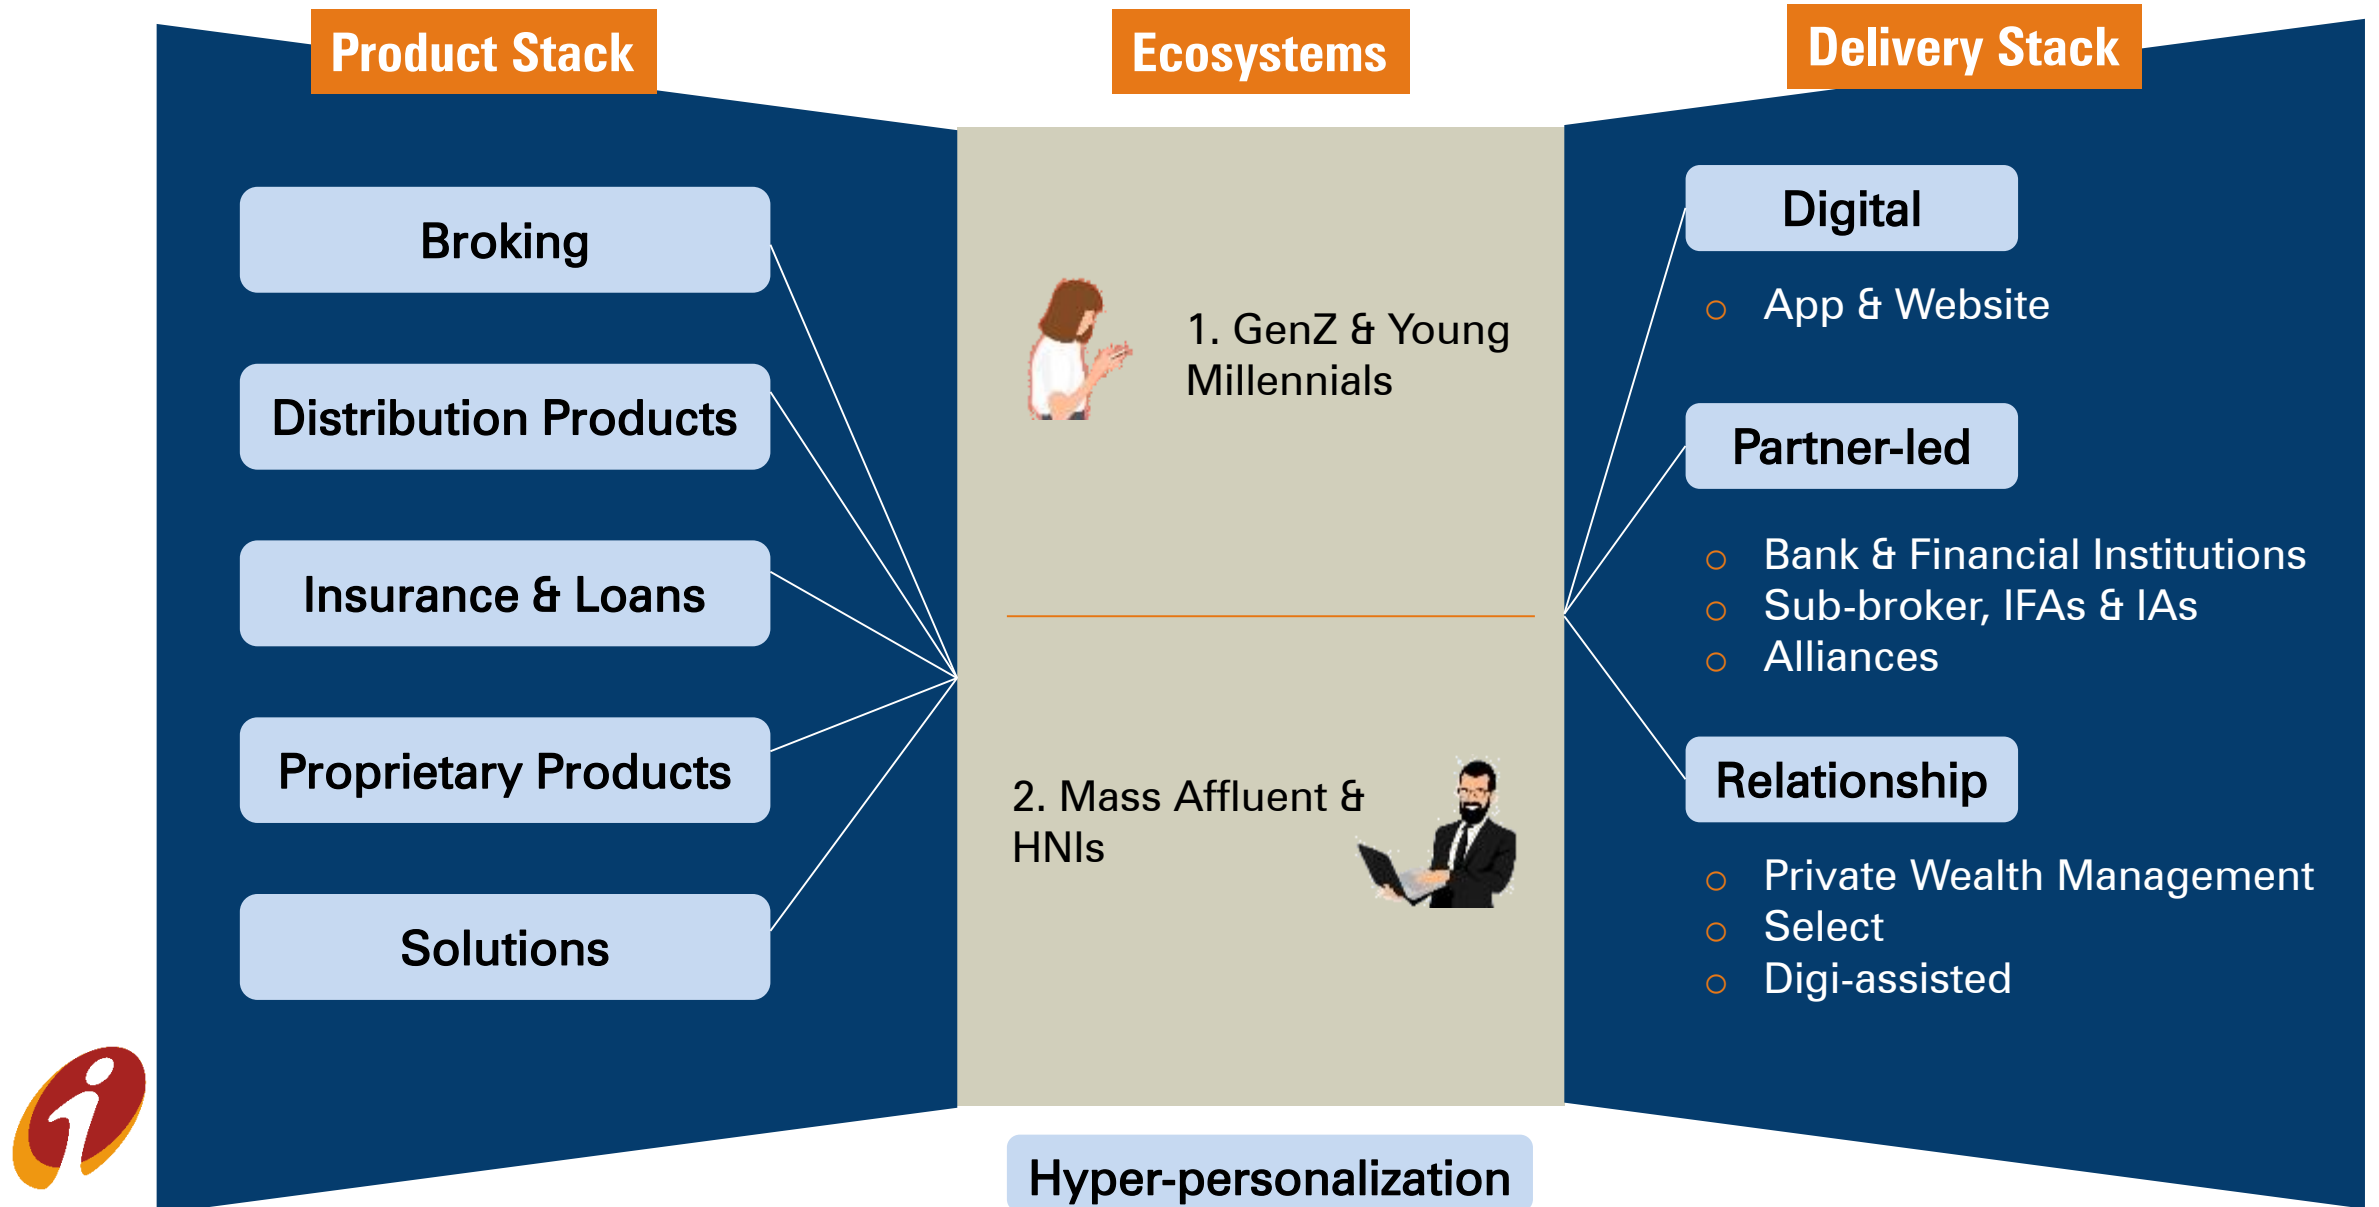 Product Stack
Ecosystems
Delivery Stack
Broking
Distribution Products
Insurance & Loans
Proprietary Products
Solutions
1. GenZ & Young
Millennials
2. Mass Affluent &
HNIs
Digital
App & Website
Partner-led
Bank & Financial Institutions
Sub-broker, IFAs & IAs
Alliances
Relationship
Private Wealth Management
Select
Digi-assisted
Hyper-personalization